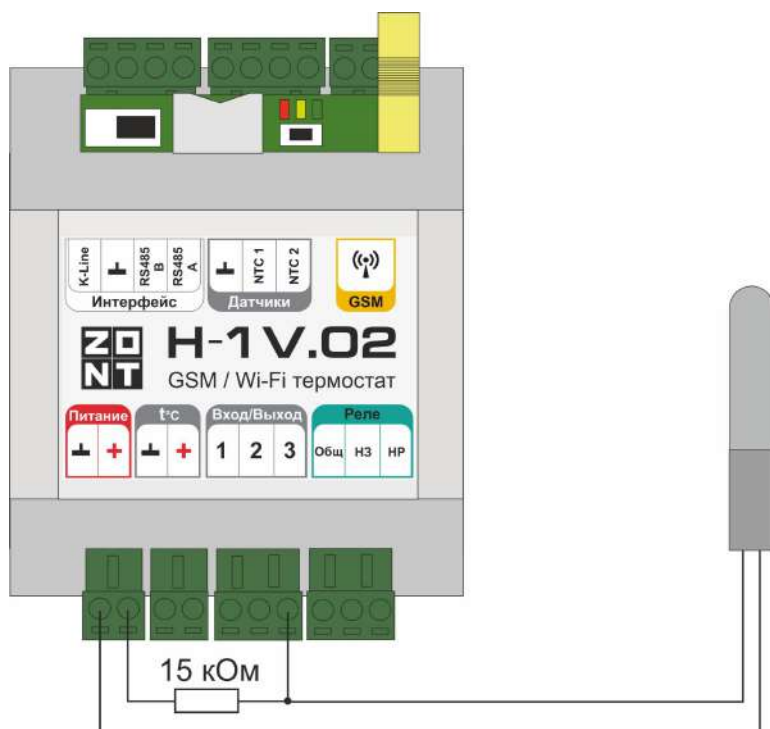 K-Line
⊥
RS485 B
RS485 A
Интерфейс
⊥
NTC 1
NTC 2
Датчики
GSM
ZONT
H-1V.02
GSM / Wi-Fi термостат
Питание
⊥ +
t°C
⊥ +
Вход/Выход
1 2 3
Реле
Общ НЗ НР
15 кОм